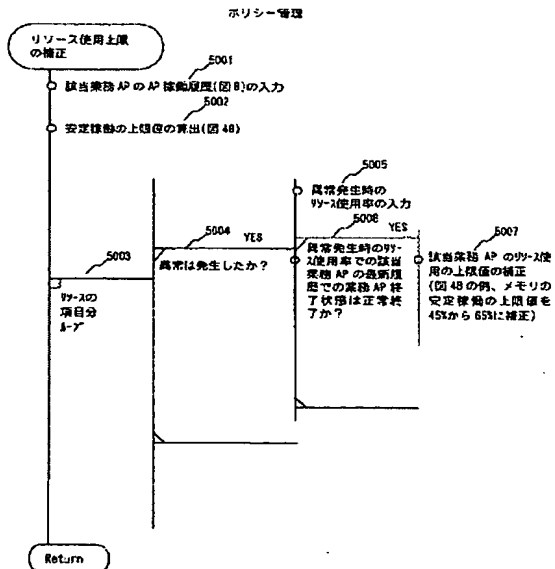 ポリシー管理
リソース使用上限
の補正
5001
該当業務 AP の AP 稼動履歴(図 8)の入力
5002
安定稼動の上限値の算出(図 48)
5003
リソースの
項目分
ループ
5004
YES
異常は発生したか?
5005
異常発生時の
リソース使用率の入力
5006
YES
異常発生時のリソー
ス使用率での該当
業務 AP の最新履
歴での業務 AP 終
了状態は正常終
了か?
5007
該当業務 AP のリソース使
用の上限値の補正
(図 48 の例、メモリの
安定稼動の上限値を
45%から 65%に補正)
Return